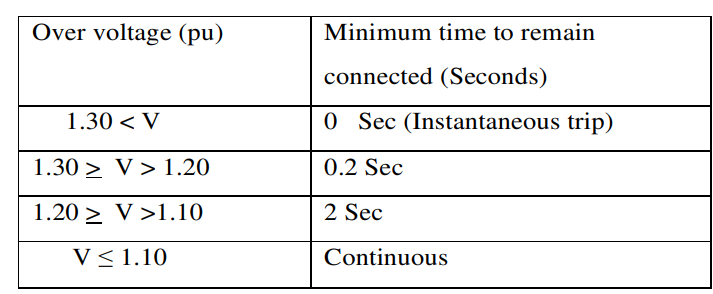 Over voltage (pu)
Minimum time to remain
connected (Seconds)
1.30 < V
0 Sec (Instantaneous trip)
1.30 ≥ V > 1.20
0.2 Sec
1.20 ≥ V >1.10
2 Sec
V ≤ 1.10
Continuous